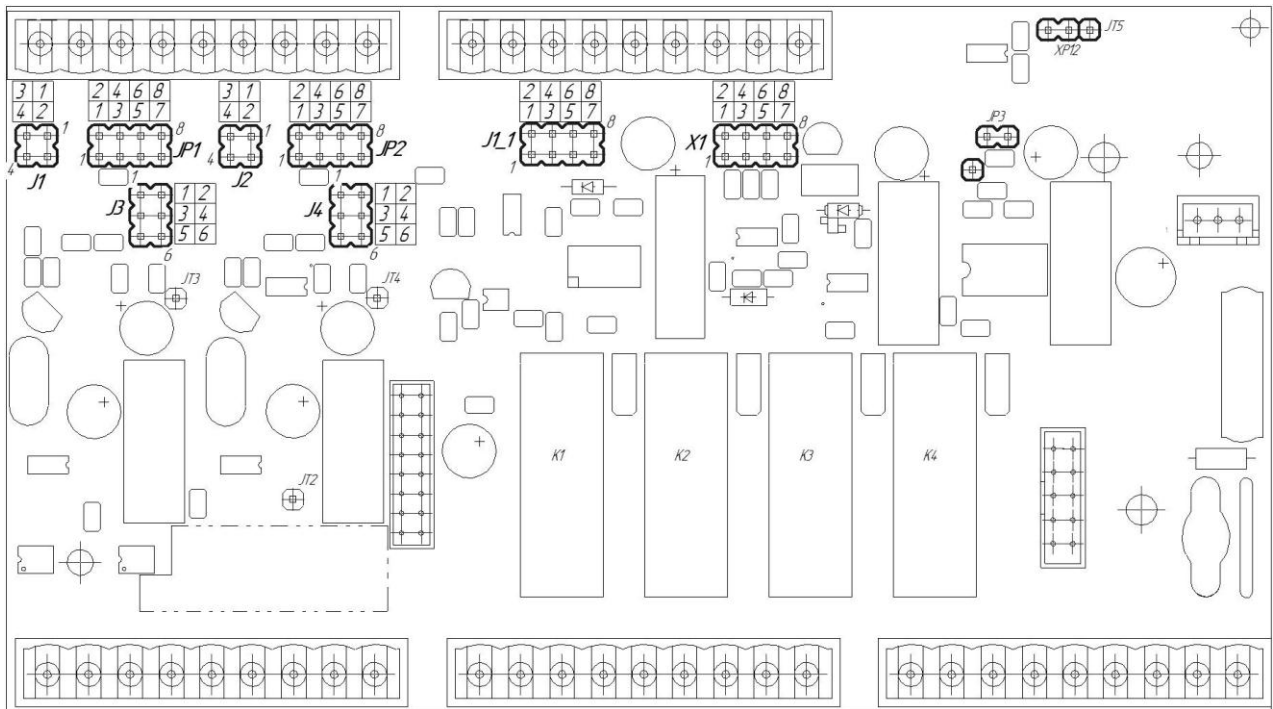 JT5
XP12
3 1 2 4 6 8 3 1 2 4 6 8 2 4 6 8 2 4 6 8
4 2 1 3 5 7 4 2 1 3 5 7 1 3 5 7 1 3 5 7
JP3
1 8 1 8 8 8
JP1 JP2 J1_1 X1
4 1 4 1 1 1
J1 J2
1 1
1 2 1 2
J3 3 4 J4 3 4
5 6 5 6
6 6
JT3 JT4
+ + + + + +
+ + +
K1 K2 K3 K4
JT2